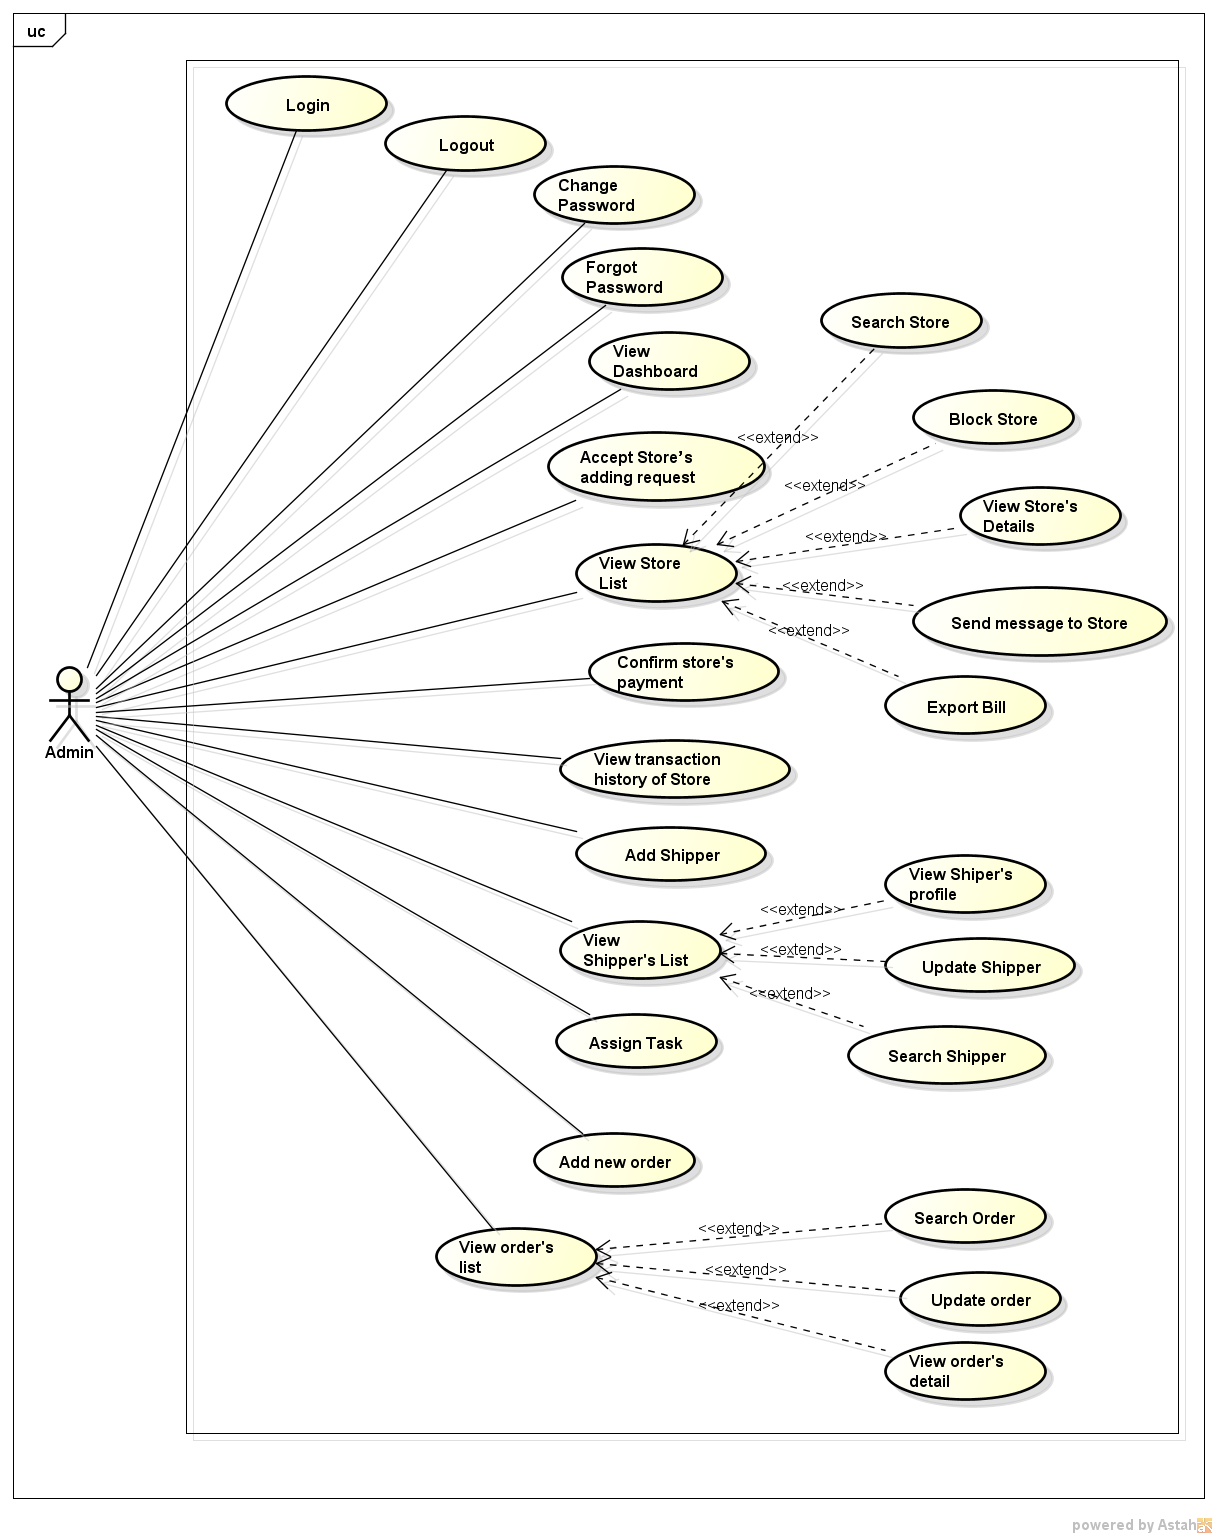 uc
Login
Logout
Change
Password
Forgot
Password
View
Dashboard
Search Store
Block Store
Accept Store's
adding request
<<extend>>
<<extend>>
View Store's
Details
<<extend>>
View Store
List
<<extend>>
Send message to Store
<<extend>>
Confirm store's
payment
Export Bill
Admin
View transaction
history of Store
Add Shipper
View Shiper's
profile
<<extend>>
View
Shipper's List
<<extend>>
Update Shipper
<<extend>>
Assign Task
Search Shipper
Add new order
Search Order
<<extend>>
View order's
list
<<extend>>
Update order
<<extend>>
View order's
detail
powered by Astah